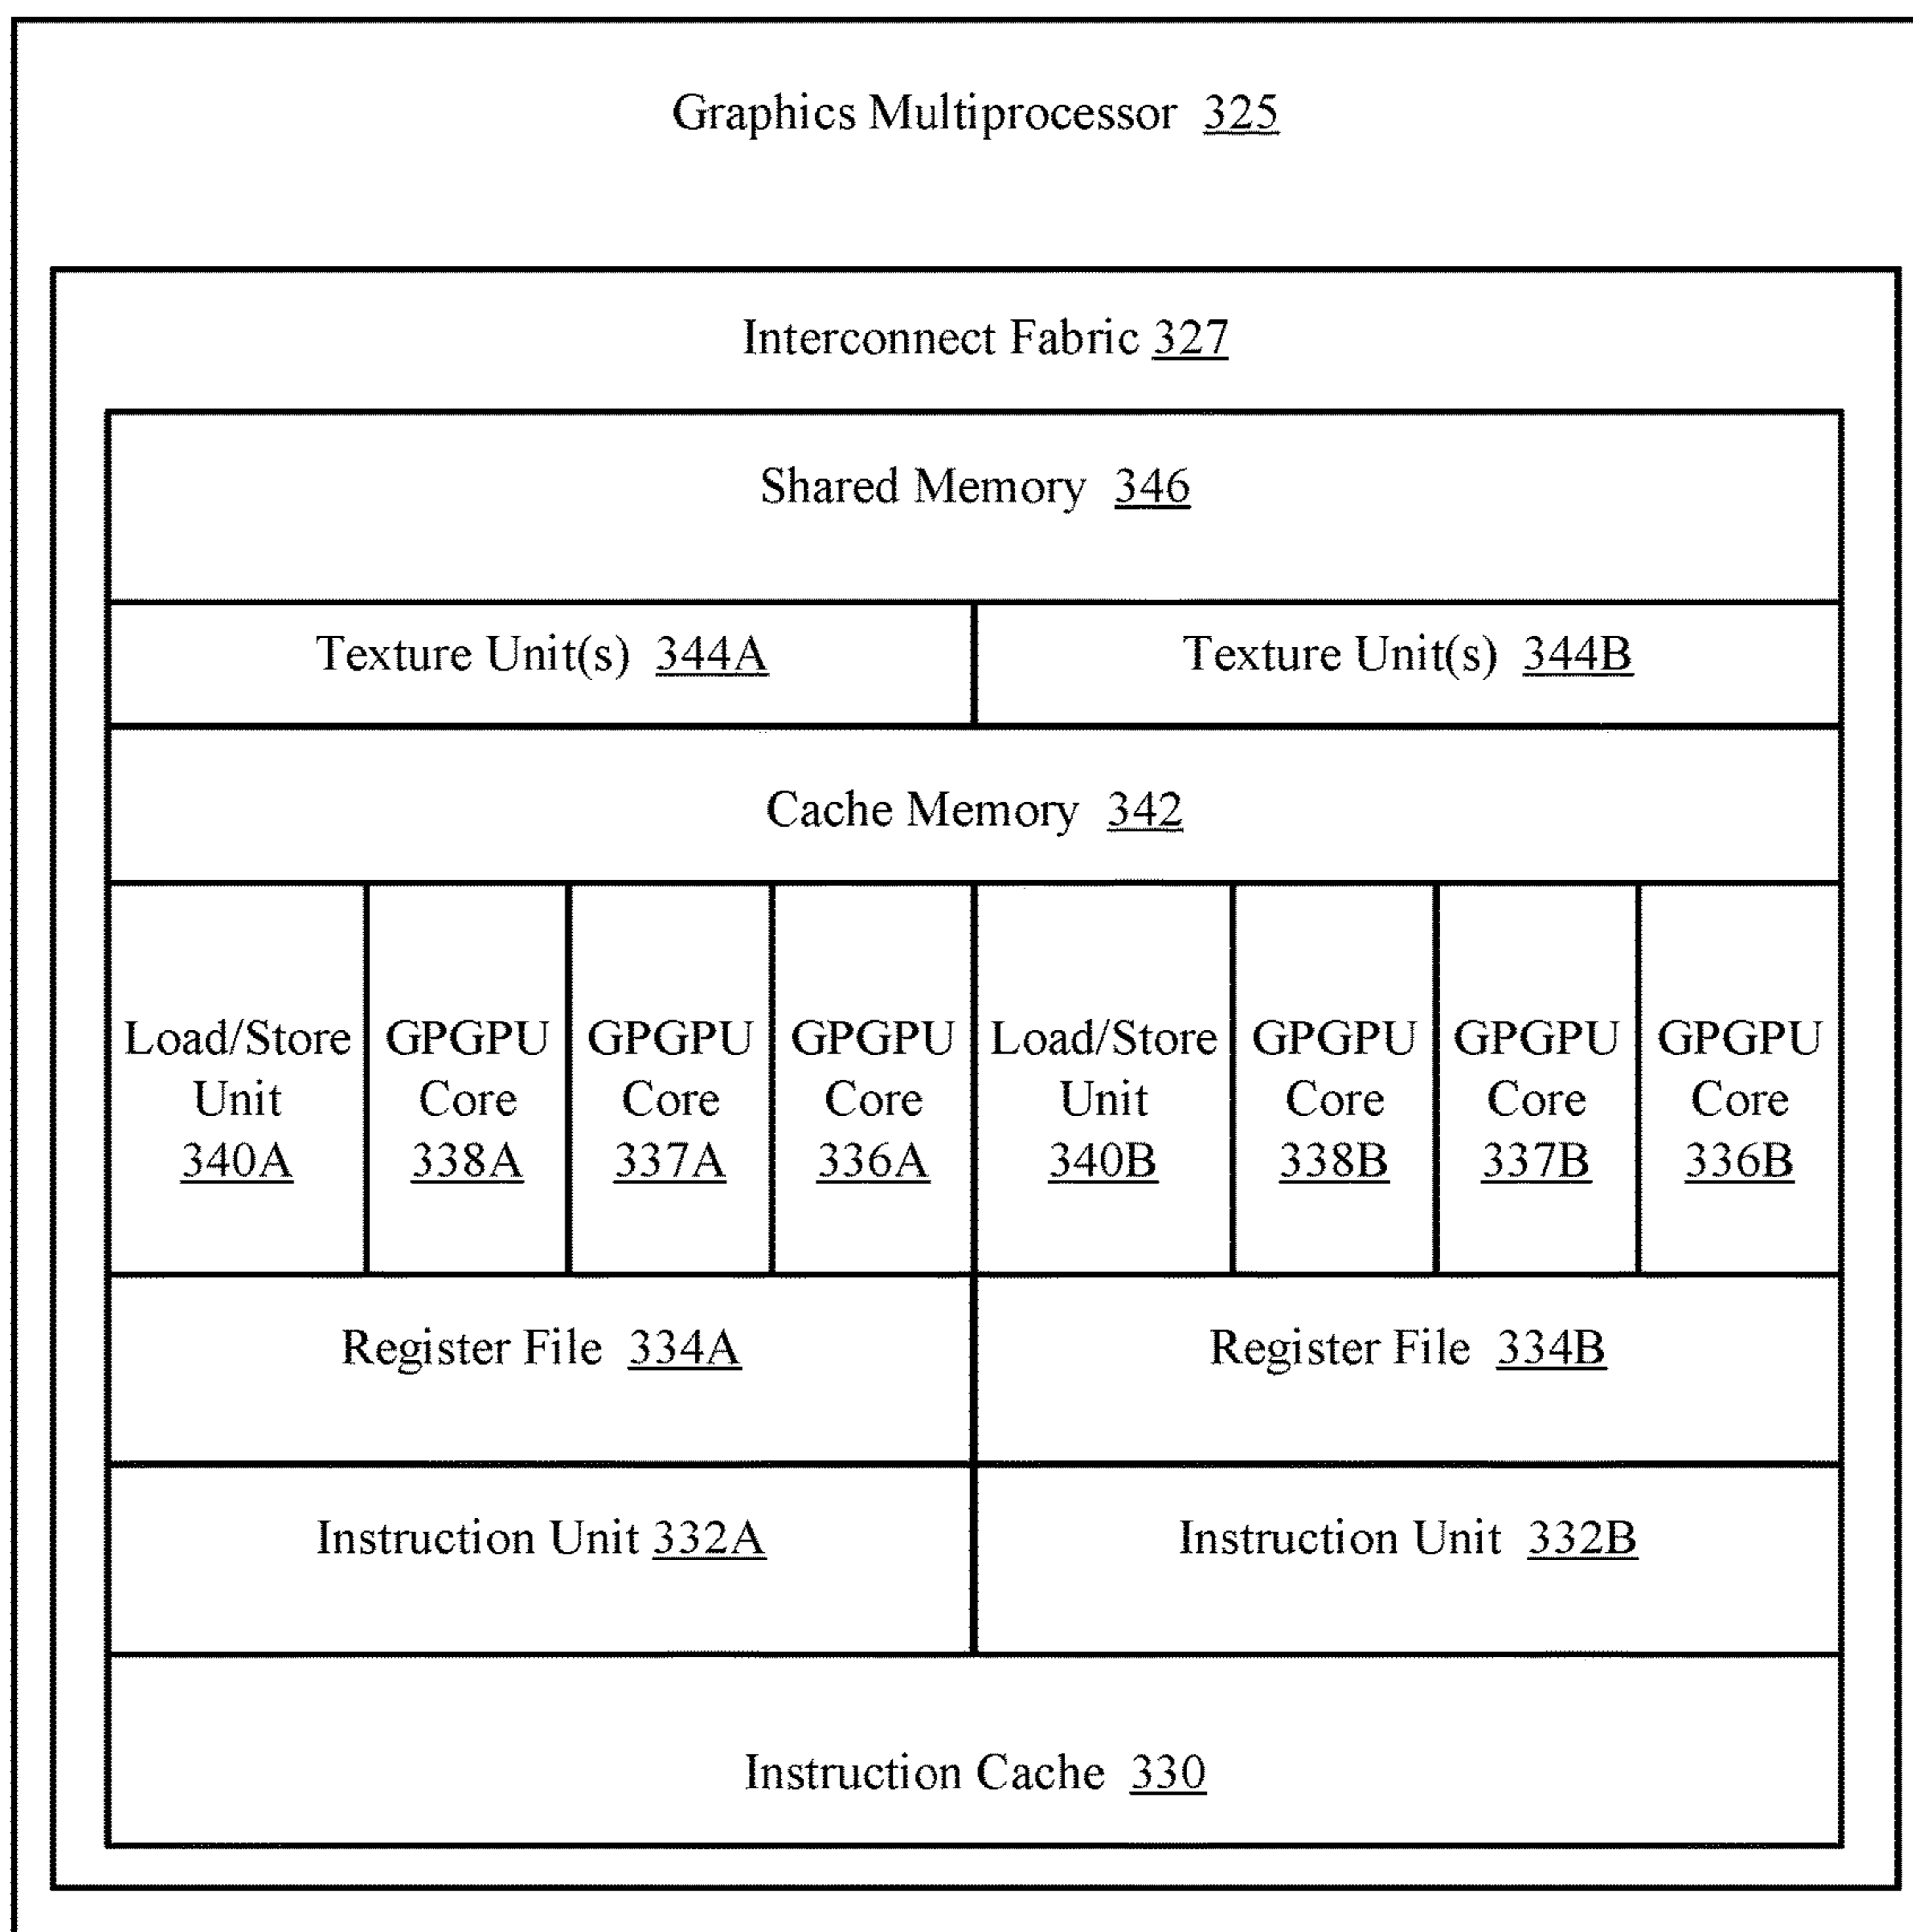 Graphics Multiprocessor 325
Interconnect Fabric 327
Shared Memory 346
Texture Unit(s) 344A
Texture Unit(s) 344B
Cache Memory 342
Load/Store
Unit
340A
GPGPU
Core
338A
GPGPU
Core
337A
GPGPU
Core
336A
Load/Store
Unit
340B
GPGPU
Core
338B
GPGPU
Core
337B
GPGPU
Core
336B
Register File 334A
Register File 334B
Instruction Unit 332A
Instruction Unit 332B
Instruction Cache 330